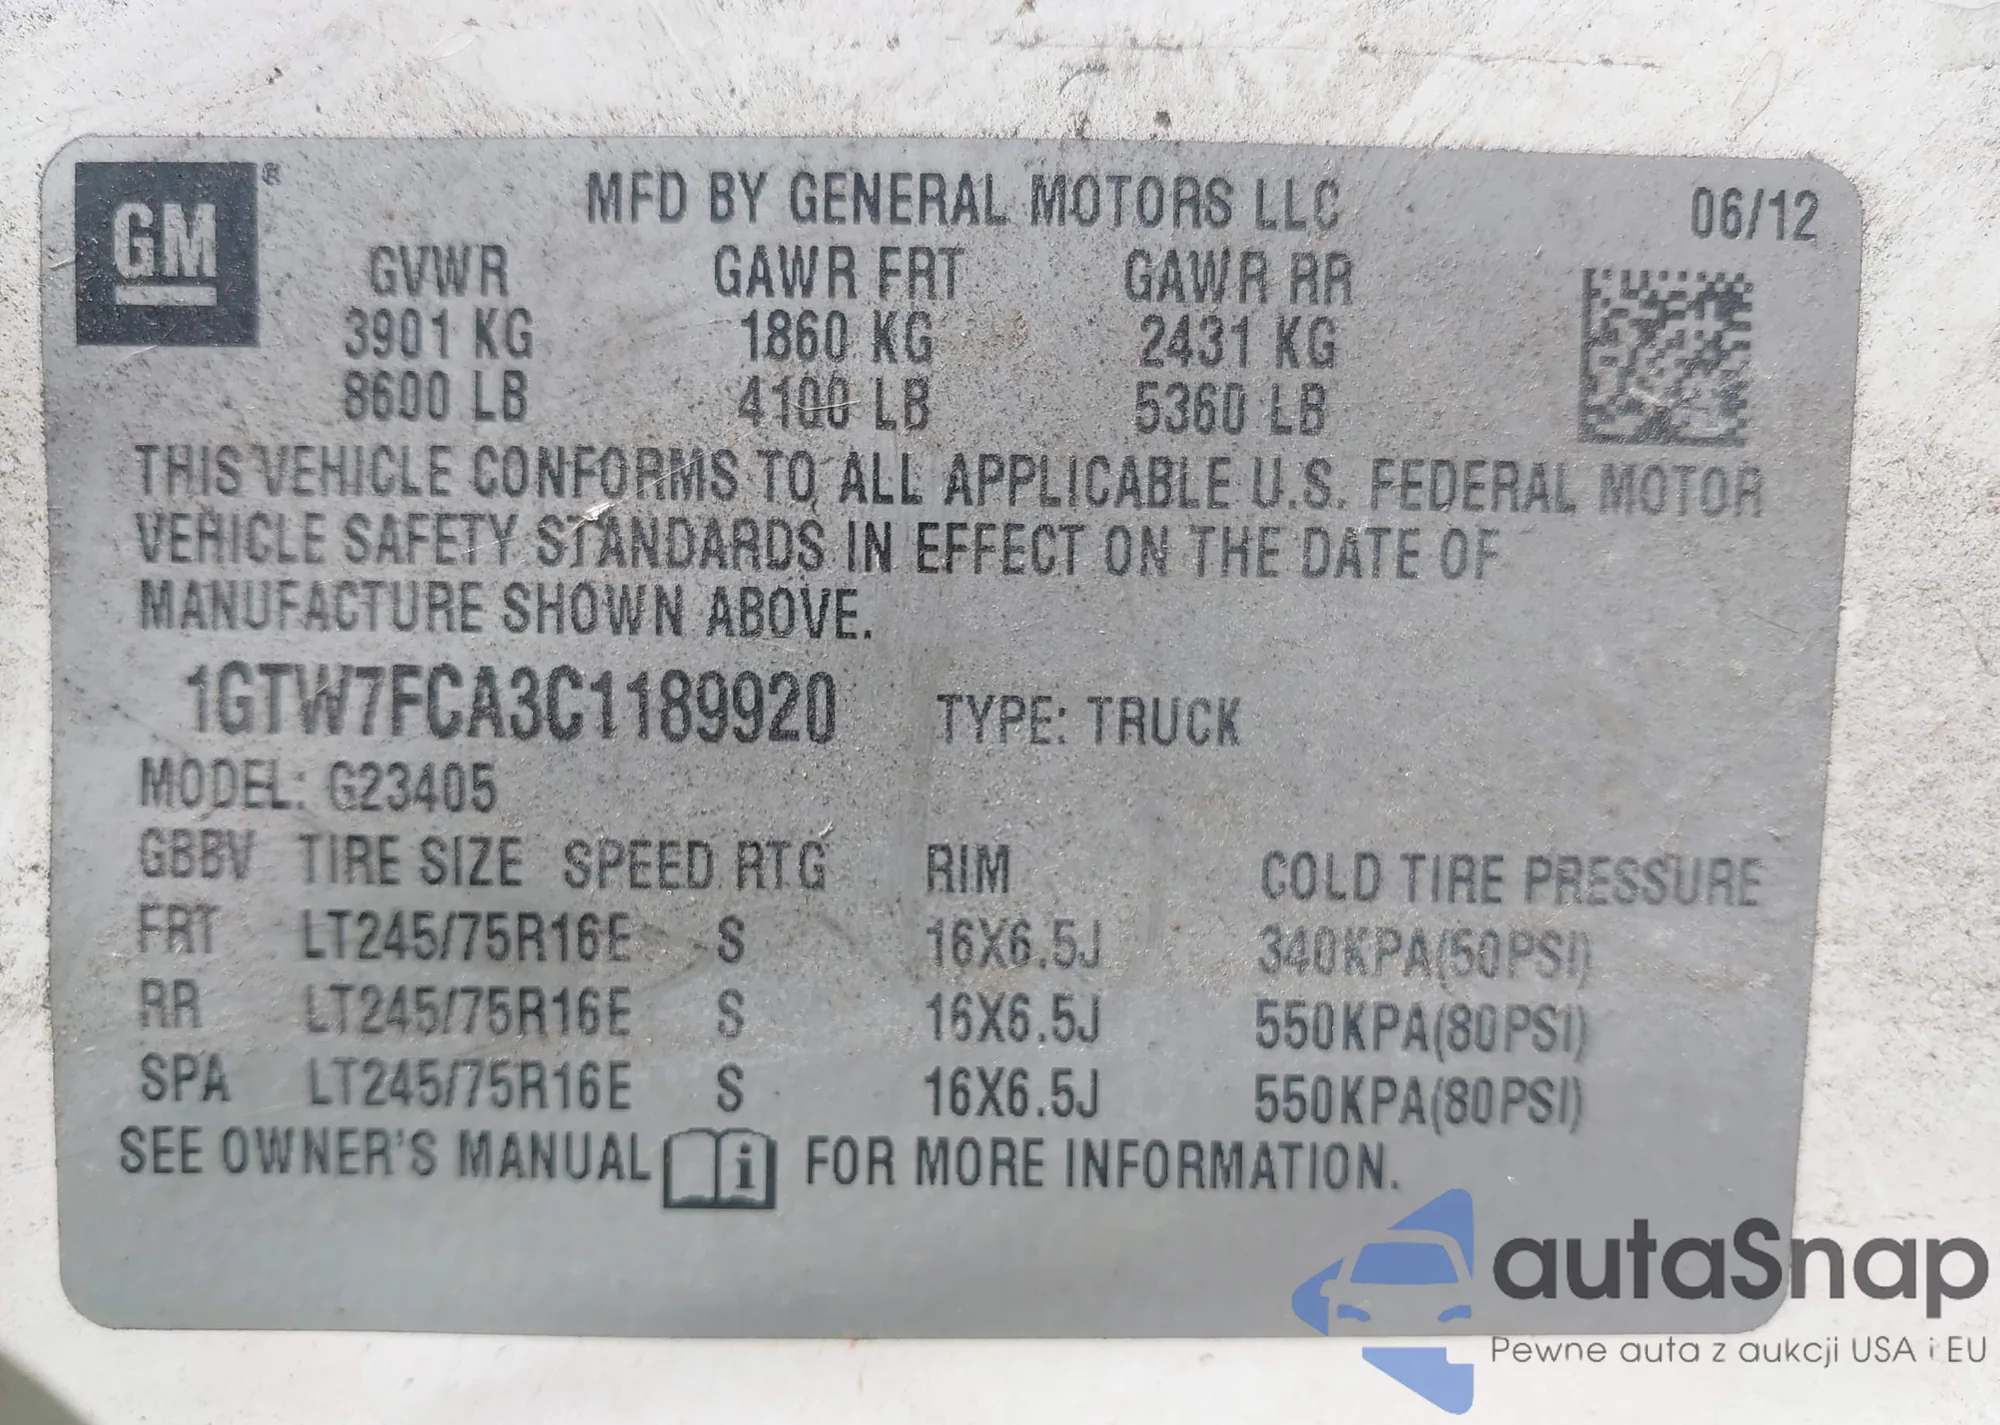 GM®
MFD BY GENERAL MOTORS LLC 06/12
GVWR GAWR FRT GAWR RR
3901 KG 1860 KG 2431 KG
8600 LB 4100 LB 5360 LB
THIS VEHICLE CONFORMS TO ALL APPLICABLE U.S. FEDERAL MOTOR
VEHICLE SAFETY STANDARDS IN EFFECT ON THE DATE OF
MANUFACTURE SHOWN ABOVE.
1GTW7FCA3C1189920 TYPE: TRUCK
MODEL: G23405
GBBV TIRE SIZE SPEED RTG RIM COLD TIRE PRESSURE
FRT LT245/75R16E S 16X6.5J 340KPA(50PSI)
RR LT245/75R16E S 16X6.5J 550KPA(80PSI)
SPA LT245/75R16E S 16X6.5J 550KPA(80PSI)
SEE OWNER'S MANUAL i FOR MORE INFORMATION.
autaSnap
Pewne auta z aukcji USA i EU